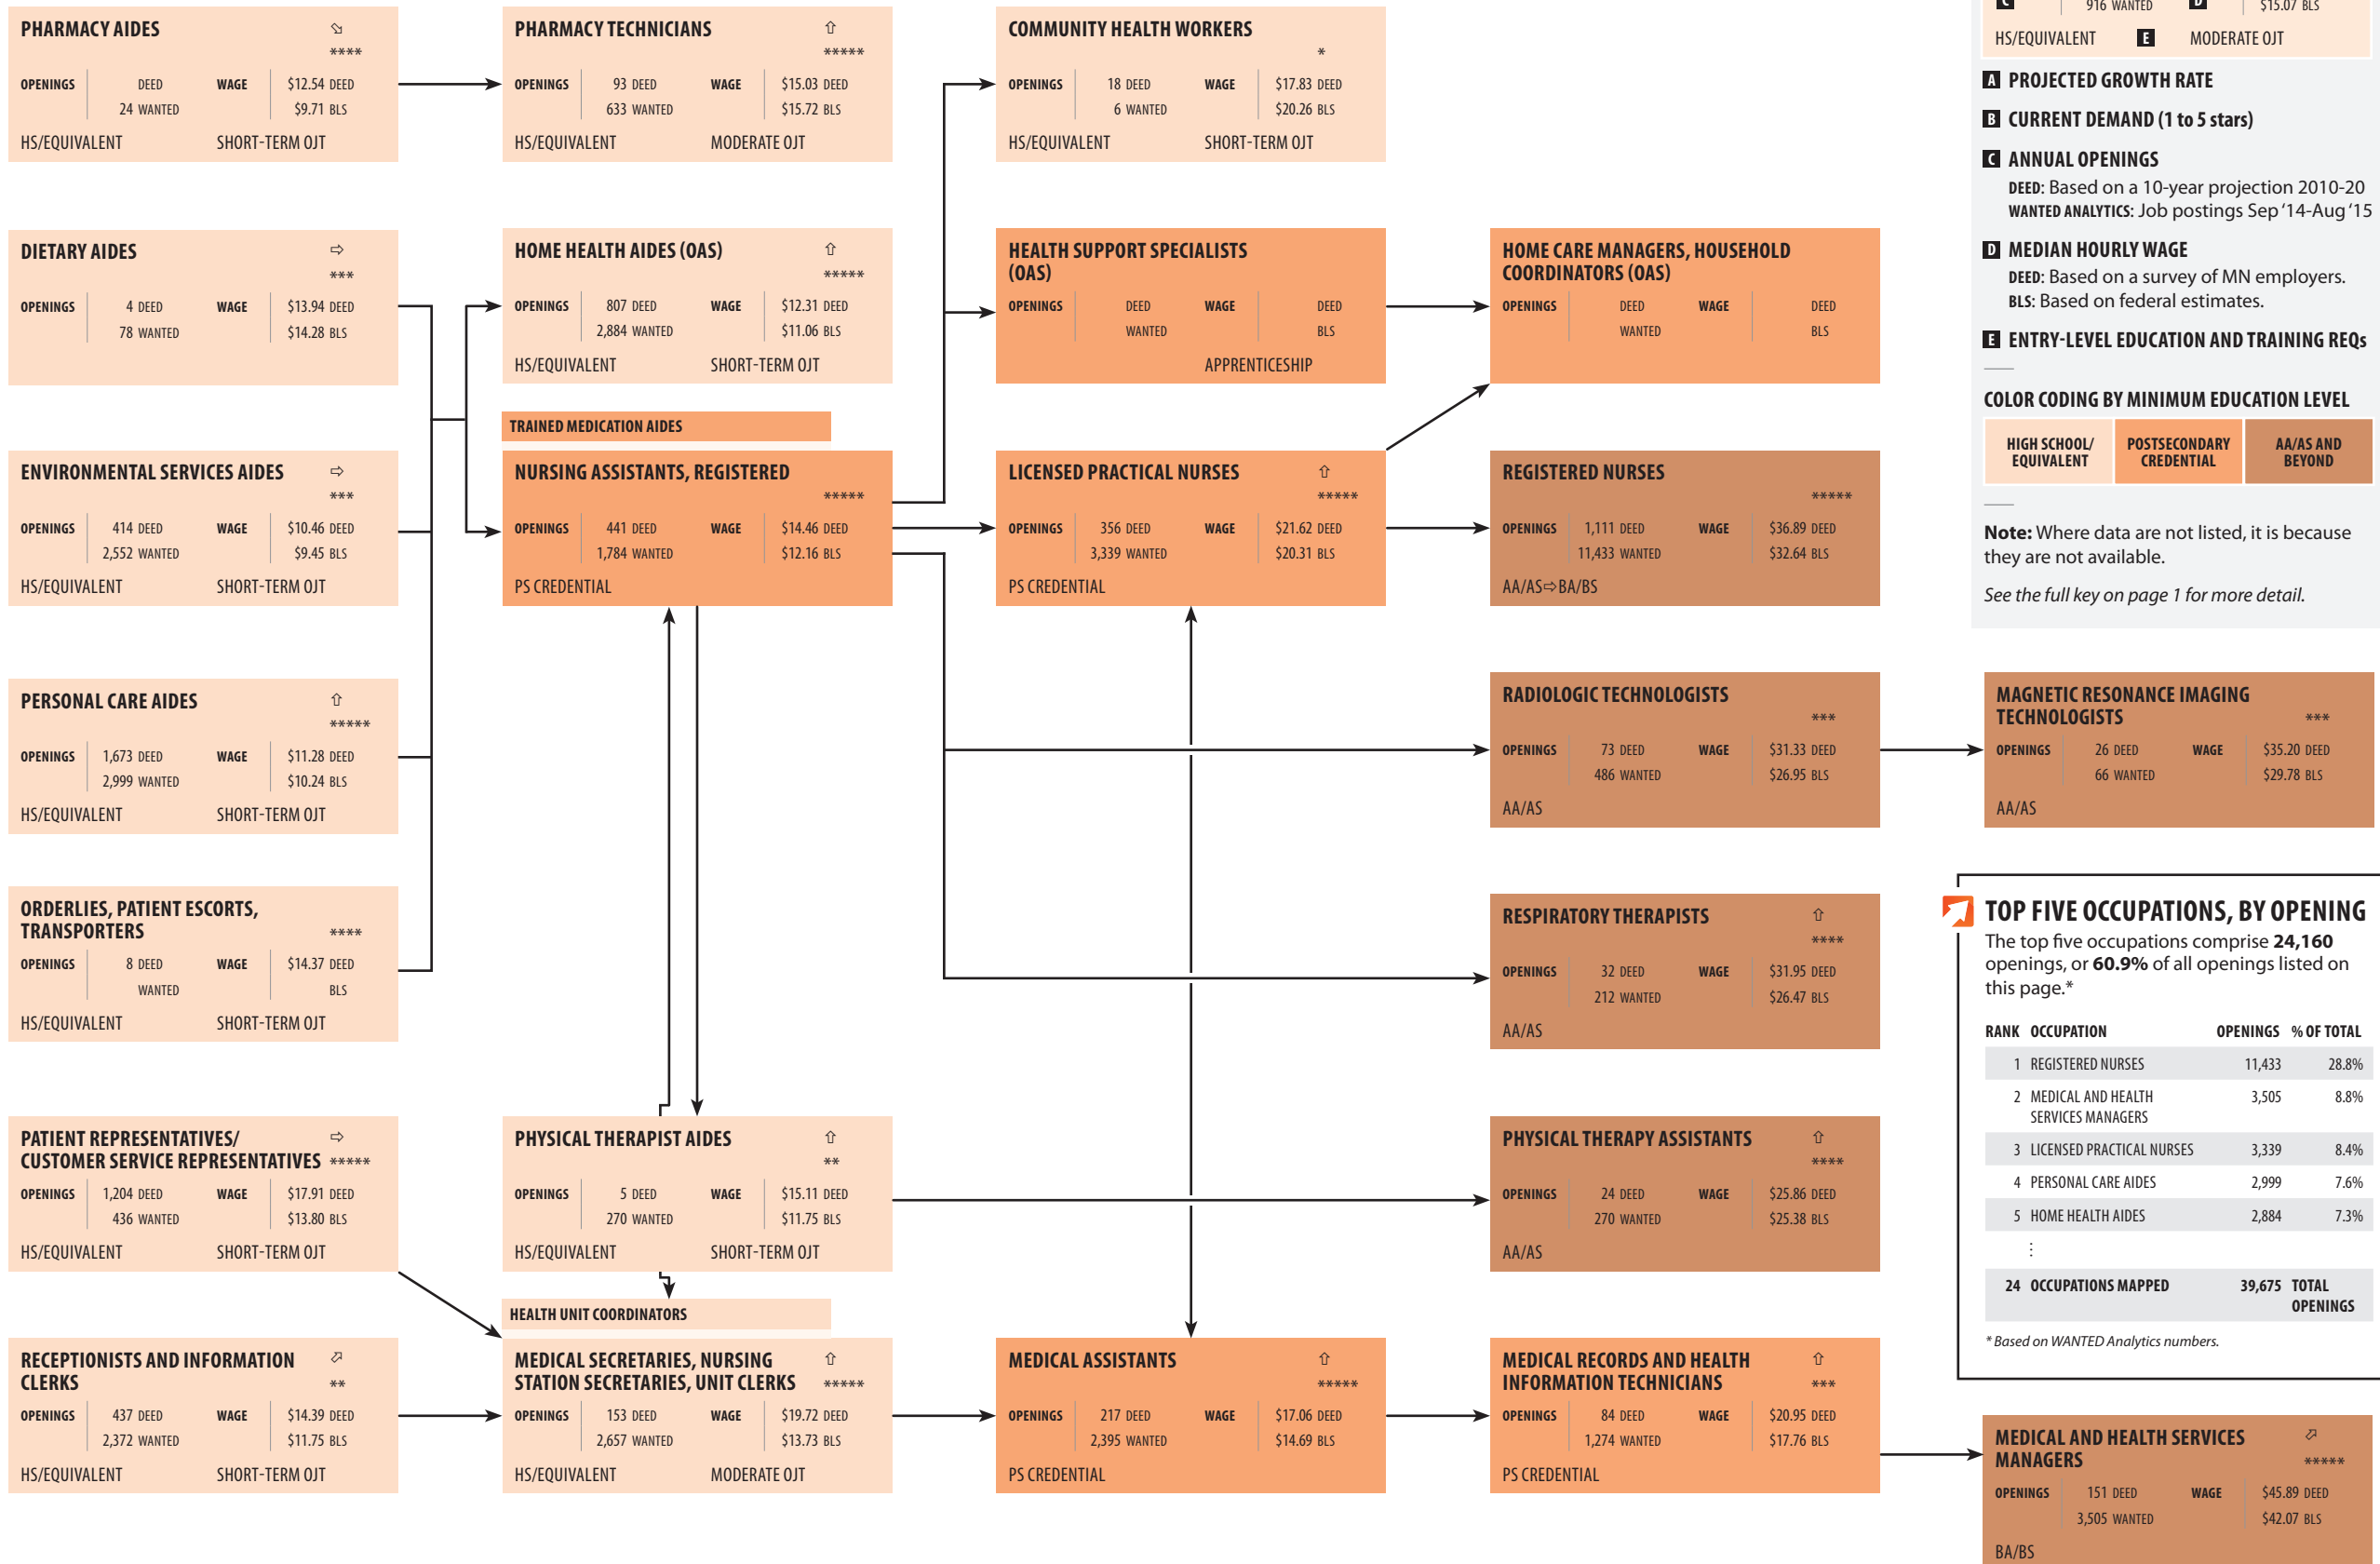 PHARMACY AIDES
****
OPENINGS DEED WAGE $12.54 DEED
24 WANTED $9.71 BLS
HS/EQUIVALENT SHORT-TERM OJT
PHARMACY TECHNICIANS
*****
OPENINGS 93 DEED WAGE $15.03 DEED
633 WANTED $15.72 BLS
HS/EQUIVALENT MODERATE OJT
COMMUNITY HEALTH WORKERS
*
OPENINGS 18 DEED WAGE $17.83 DEED
6 WANTED $20.26 BLS
HS/EQUIVALENT SHORT-TERM OJT
C 916 WANTED D $15.07 BLS
HS/EQUIVALENT E MODERATE OJT
A PROJECTED GROWTH RATE
B CURRENT DEMAND (1 to 5 stars)
C ANNUAL OPENINGS
DEED: Based on a 10-year projection 2010-20
WANTED ANALYTICS: Job postings Sep '14-Aug '15
D MEDIAN HOURLY WAGE
DEED: Based on a survey of MN employers.
BLS: Based on federal estimates.
E ENTRY-LEVEL EDUCATION AND TRAINING REQs
COLOR CODING BY MINIMUM EDUCATION LEVEL
HIGH SCHOOL/
EQUIVALENT
POSTSECONDARY
CREDENTIAL
AA/AS AND
BEYOND
Note: Where data are not listed, it is because
they are not available.
See the full key on page 1 for more detail.
DIETARY AIDES ⇨
***
OPENINGS 4 DEED WAGE $13.94 DEED
78 WANTED $14.28 BLS
HOME HEALTH AIDES (OAS) ⇧
*****
OPENINGS 807 DEED WAGE $12.31 DEED
2,884 WANTED $11.06 BLS
HS/EQUIVALENT SHORT-TERM OJT
HEALTH SUPPORT SPECIALISTS
(OAS)
OPENINGS DEED WAGE DEED
WANTED BLS
APPRENTICESHIP
HOME CARE MANAGERS, HOUSEHOLD
COORDINATORS (OAS)
OPENINGS DEED WAGE DEED
WANTED BLS
ENVIRONMENTAL SERVICES AIDES ⇨
***
OPENINGS 414 DEED WAGE $10.46 DEED
2,552 WANTED $9.45 BLS
HS/EQUIVALENT SHORT-TERM OJT
TRAINED MEDICATION AIDES
NURSING ASSISTANTS, REGISTERED
*****
OPENINGS 441 DEED WAGE $14.46 DEED
1,784 WANTED $12.16 BLS
PS CREDENTIAL
LICENSED PRACTICAL NURSES ⇧
*****
OPENINGS 356 DEED WAGE $21.62 DEED
3,339 WANTED $20.31 BLS
PS CREDENTIAL
REGISTERED NURSES
*****
OPENINGS 1,111 DEED WAGE $36.89 DEED
11,433 WANTED $32.64 BLS
AA/AS⇨BA/BS
PERSONAL CARE AIDES ⇧
*****
OPENINGS 1,673 DEED WAGE $11.28 DEED
2,999 WANTED $10.24 BLS
HS/EQUIVALENT SHORT-TERM OJT
RADIOLOGIC TECHNOLOGISTS
***
OPENINGS 73 DEED WAGE $31.33 DEED
486 WANTED $26.95 BLS
AA/AS
MAGNETIC RESONANCE IMAGING
TECHNOLOGISTS ***
OPENINGS 26 DEED WAGE $35.20 DEED
66 WANTED $29.78 BLS
AA/AS
ORDERLIES, PATIENT ESCORTS,
TRANSPORTERS ****
OPENINGS 8 DEED WAGE $14.37 DEED
WANTED BLS
HS/EQUIVALENT SHORT-TERM OJT
RESPIRATORY THERAPISTS ⇧
****
OPENINGS 32 DEED WAGE $31.95 DEED
212 WANTED $26.47 BLS
AA/AS
TOP FIVE OCCUPATIONS, BY OPENING
The top five occupations comprise 24,160
openings, or 60.9% of all openings listed on
this page.*
RANK OCCUPATION OPENINGS % OF TOTAL
1 REGISTERED NURSES 11,433 28.8%
2 MEDICAL AND HEALTH 3,505 8.8%
SERVICES MANAGERS
3 LICENSED PRACTICAL NURSES 3,339 8.4%
4 PERSONAL CARE AIDES 2,999 7.6%
5 HOME HEALTH AIDES 2,884 7.3%
⋮
24 OCCUPATIONS MAPPED 39,675 TOTAL
OPENINGS
* Based on WANTED Analytics numbers.
PATIENT REPRESENTATIVES/ ⇨
CUSTOMER SERVICE REPRESENTATIVES *****
OPENINGS 1,204 DEED WAGE $17.91 DEED
436 WANTED $13.80 BLS
HS/EQUIVALENT SHORT-TERM OJT
PHYSICAL THERAPIST AIDES ⇧
**
OPENINGS 5 DEED WAGE $15.11 DEED
270 WANTED $11.75 BLS
HS/EQUIVALENT SHORT-TERM OJT
PHYSICAL THERAPY ASSISTANTS ⇧
****
OPENINGS 24 DEED WAGE $25.86 DEED
270 WANTED $25.38 BLS
AA/AS
RECEPTIONISTS AND INFORMATION
CLERKS **
OPENINGS 437 DEED WAGE $14.39 DEED
2,372 WANTED $11.75 BLS
HS/EQUIVALENT SHORT-TERM OJT
HEALTH UNIT COORDINATORS
MEDICAL SECRETARIES, NURSING ⇧
STATION SECRETARIES, UNIT CLERKS *****
OPENINGS 153 DEED WAGE $19.72 DEED
2,657 WANTED $13.73 BLS
HS/EQUIVALENT MODERATE OJT
MEDICAL ASSISTANTS ⇧
*****
OPENINGS 217 DEED WAGE $17.06 DEED
2,395 WANTED $14.69 BLS
PS CREDENTIAL
MEDICAL RECORDS AND HEALTH ⇧
INFORMATION TECHNICIANS ***
OPENINGS 84 DEED WAGE $20.95 DEED
1,274 WANTED $17.76 BLS
PS CREDENTIAL
MEDICAL AND HEALTH SERVICES
MANAGERS *****
OPENINGS 151 DEED WAGE $45.89 DEED
3,505 WANTED $42.07 BLS
BA/BS